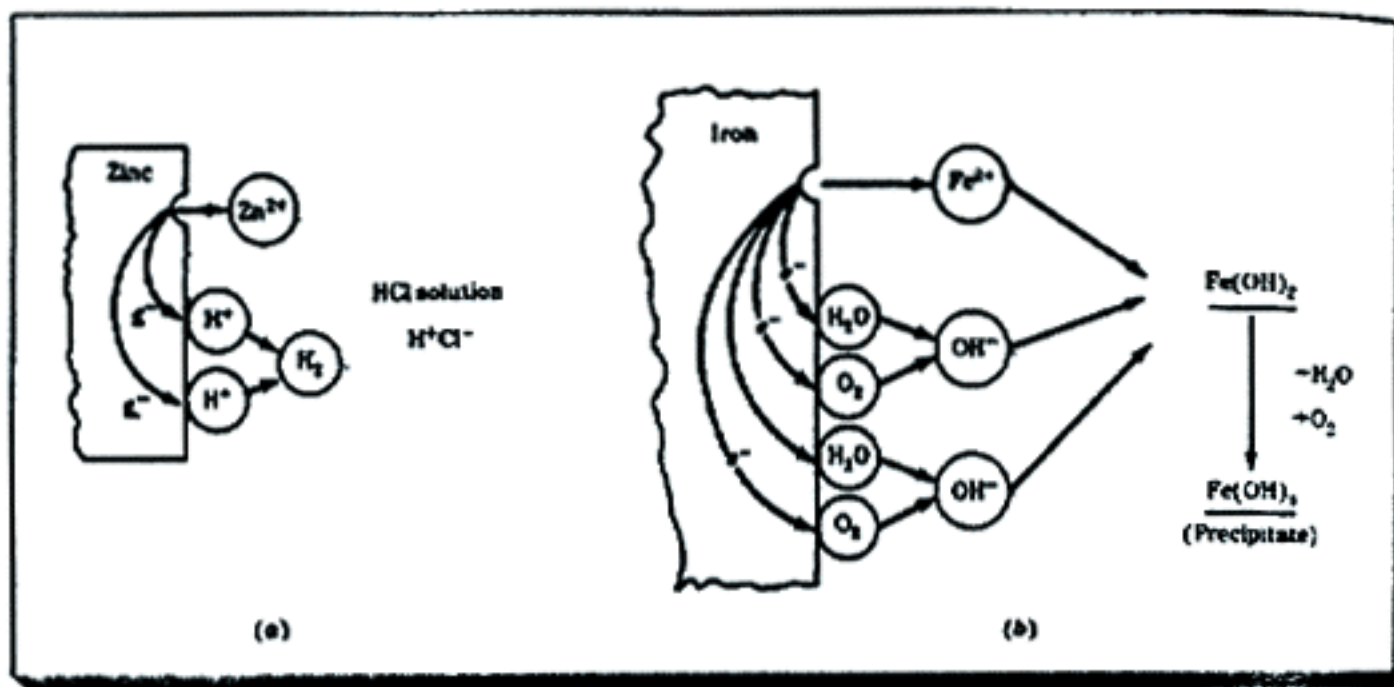 Zinc
Zn²⁺
e⁻
H⁺
H₂
e⁻
H⁺
HCl solution
H⁺Cl⁻
(a)
Iron
Fe²⁺
e⁻
H₂O
e⁻
OH⁻
O₂
H₂O
e⁻
OH⁻
O₂
Fe(OH)₂
+H₂O
+O₂
Fe(OH)₃
(Precipitate)
(b)